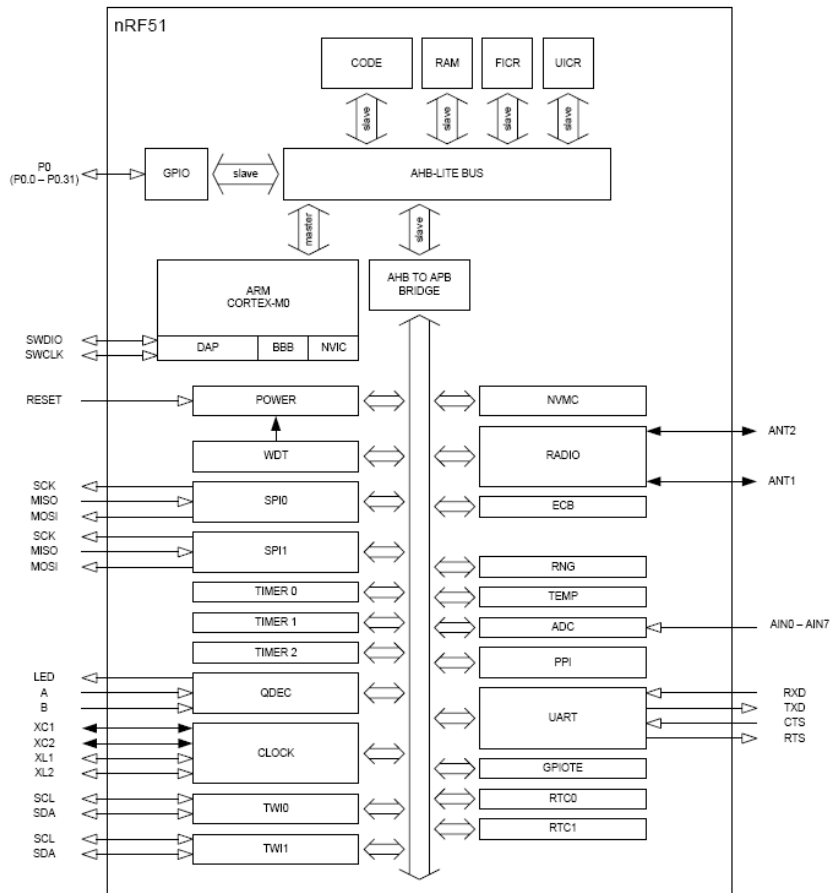 nRF51
CODE
RAM
FICR
UICR
slave
slave
slave
slave
P0
(P0.0 – P0.31)
GPIO
slave
AHB-LITE BUS
master
slave
ARM
CORTEX-M0
AHB TO APB
BRIDGE
SWDIO
SWCLK
DAP
BBB
NVIC
RESET
POWER
NVMC
WDT
RADIO
ANT2
ANT1
SCK
MISO
MOSI
SPI0
ECB
SCK
MISO
MOSI
SPI1
RNG
TIMER 0
TEMP
TIMER 1
ADC
AIN0 – AIN7
TIMER 2
PPI
LED
A
B
QDEC
UART
RXD
TXD
CTS
RTS
XC1
XC2
XL1
XL2
CLOCK
GPIOTE
SCL
SDA
TWI0
RTC0
RTC1
SCL
SDA
TWI1